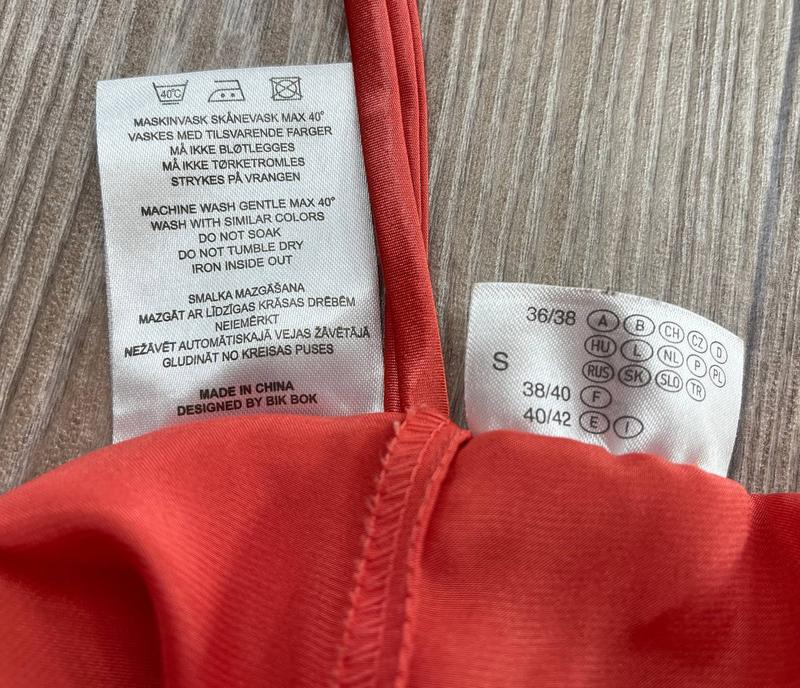 40°C
MASKINVASK SKÅNEVASK MAX 40°
VASKES MED TILSVARENDE FARGER
MÅ IKKE BLØTLEGGES
MÅ IKKE TØRKETROMLES
STRYKES PÅ VRANGEN
MACHINE WASH GENTLE MAX 40°
WASH WITH SIMILAR COLORS
DO NOT SOAK
DO NOT TUMBLE DRY
IRON INSIDE OUT
SMALKA MAZGĀŠANA
MAZGĀT AR LĪDZĪGAS KRĀSAS DRĒBĒM
NEIEMĒRKT
NEŽĀVĒT AUTOMĀTISKAJĀ VEJAS ŽĀVĒTĀJĀ
GLUDINĀT NO KREISAS PUSES
MADE IN CHINA
DESIGNED BY BIK BOK
36/38 A B CH CZ D
HU L NL P PL
S
RUS SK SLO TR
38/40 F
40/42 E I